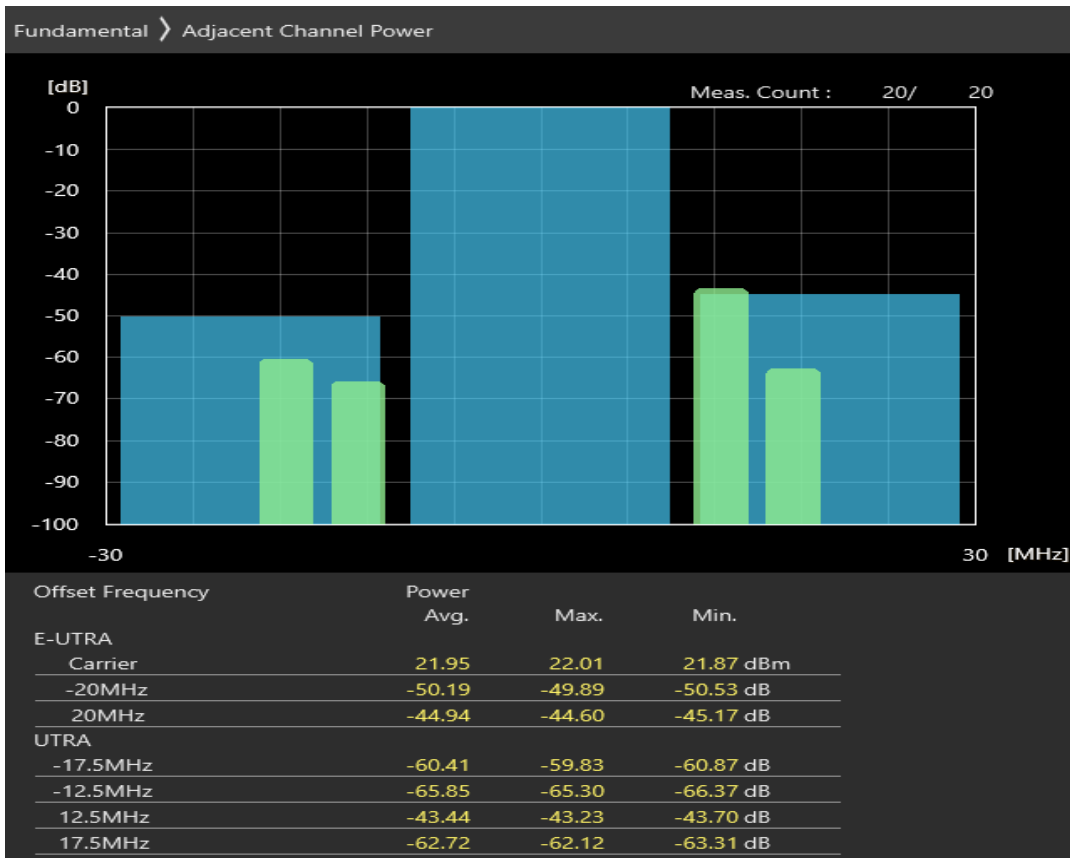 Fundamental 》 Adjacent Channel Power
[dB]
Meas. Count : 20/ 20
0
-10
-20
-30
-40
-50
-60
-70
-80
-90
-100
-30 30 [MHz]
Offset Frequency Power
Avg. Max. Min.
E-UTRA
Carrier 21.95 22.01 21.87 dBm
-20MHz -50.19 -49.89 -50.53 dB
20MHz -44.94 -44.60 -45.17 dB
UTRA
-17.5MHz -60.41 -59.83 -60.87 dB
-12.5MHz -65.85 -65.30 -66.37 dB
12.5MHz -43.44 -43.23 -43.70 dB
17.5MHz -62.72 -62.12 -63.31 dB